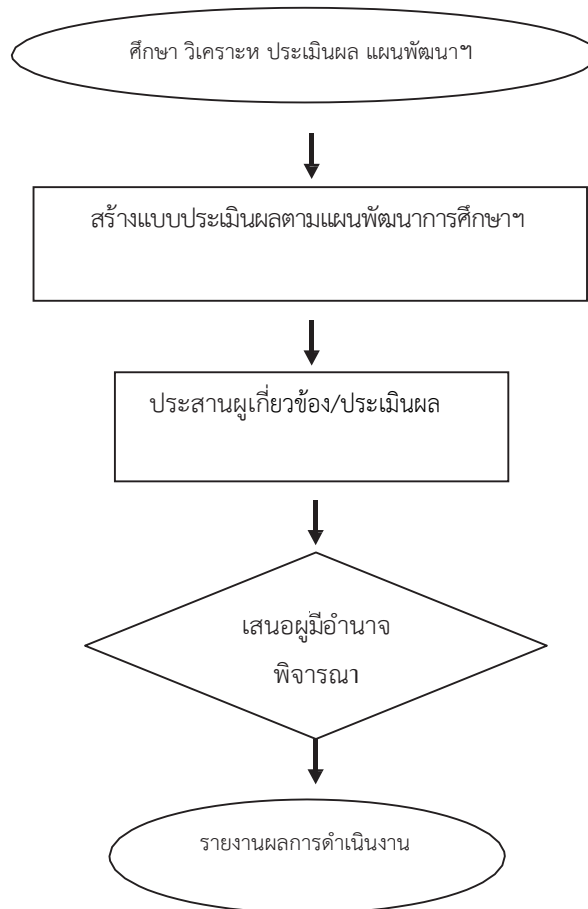 ศึกษา วิเคราะห ประเมินผล แผนพัฒนาฯ
สร้างแบบประเมินผลตามแผนพัฒนาการศึกษาฯ
ประสานผูเกี่ยวข้อง/ประเมินผล
เสนอผูมีอำนาจ
พิจารณา
รายงานผลการดำเนินงาน